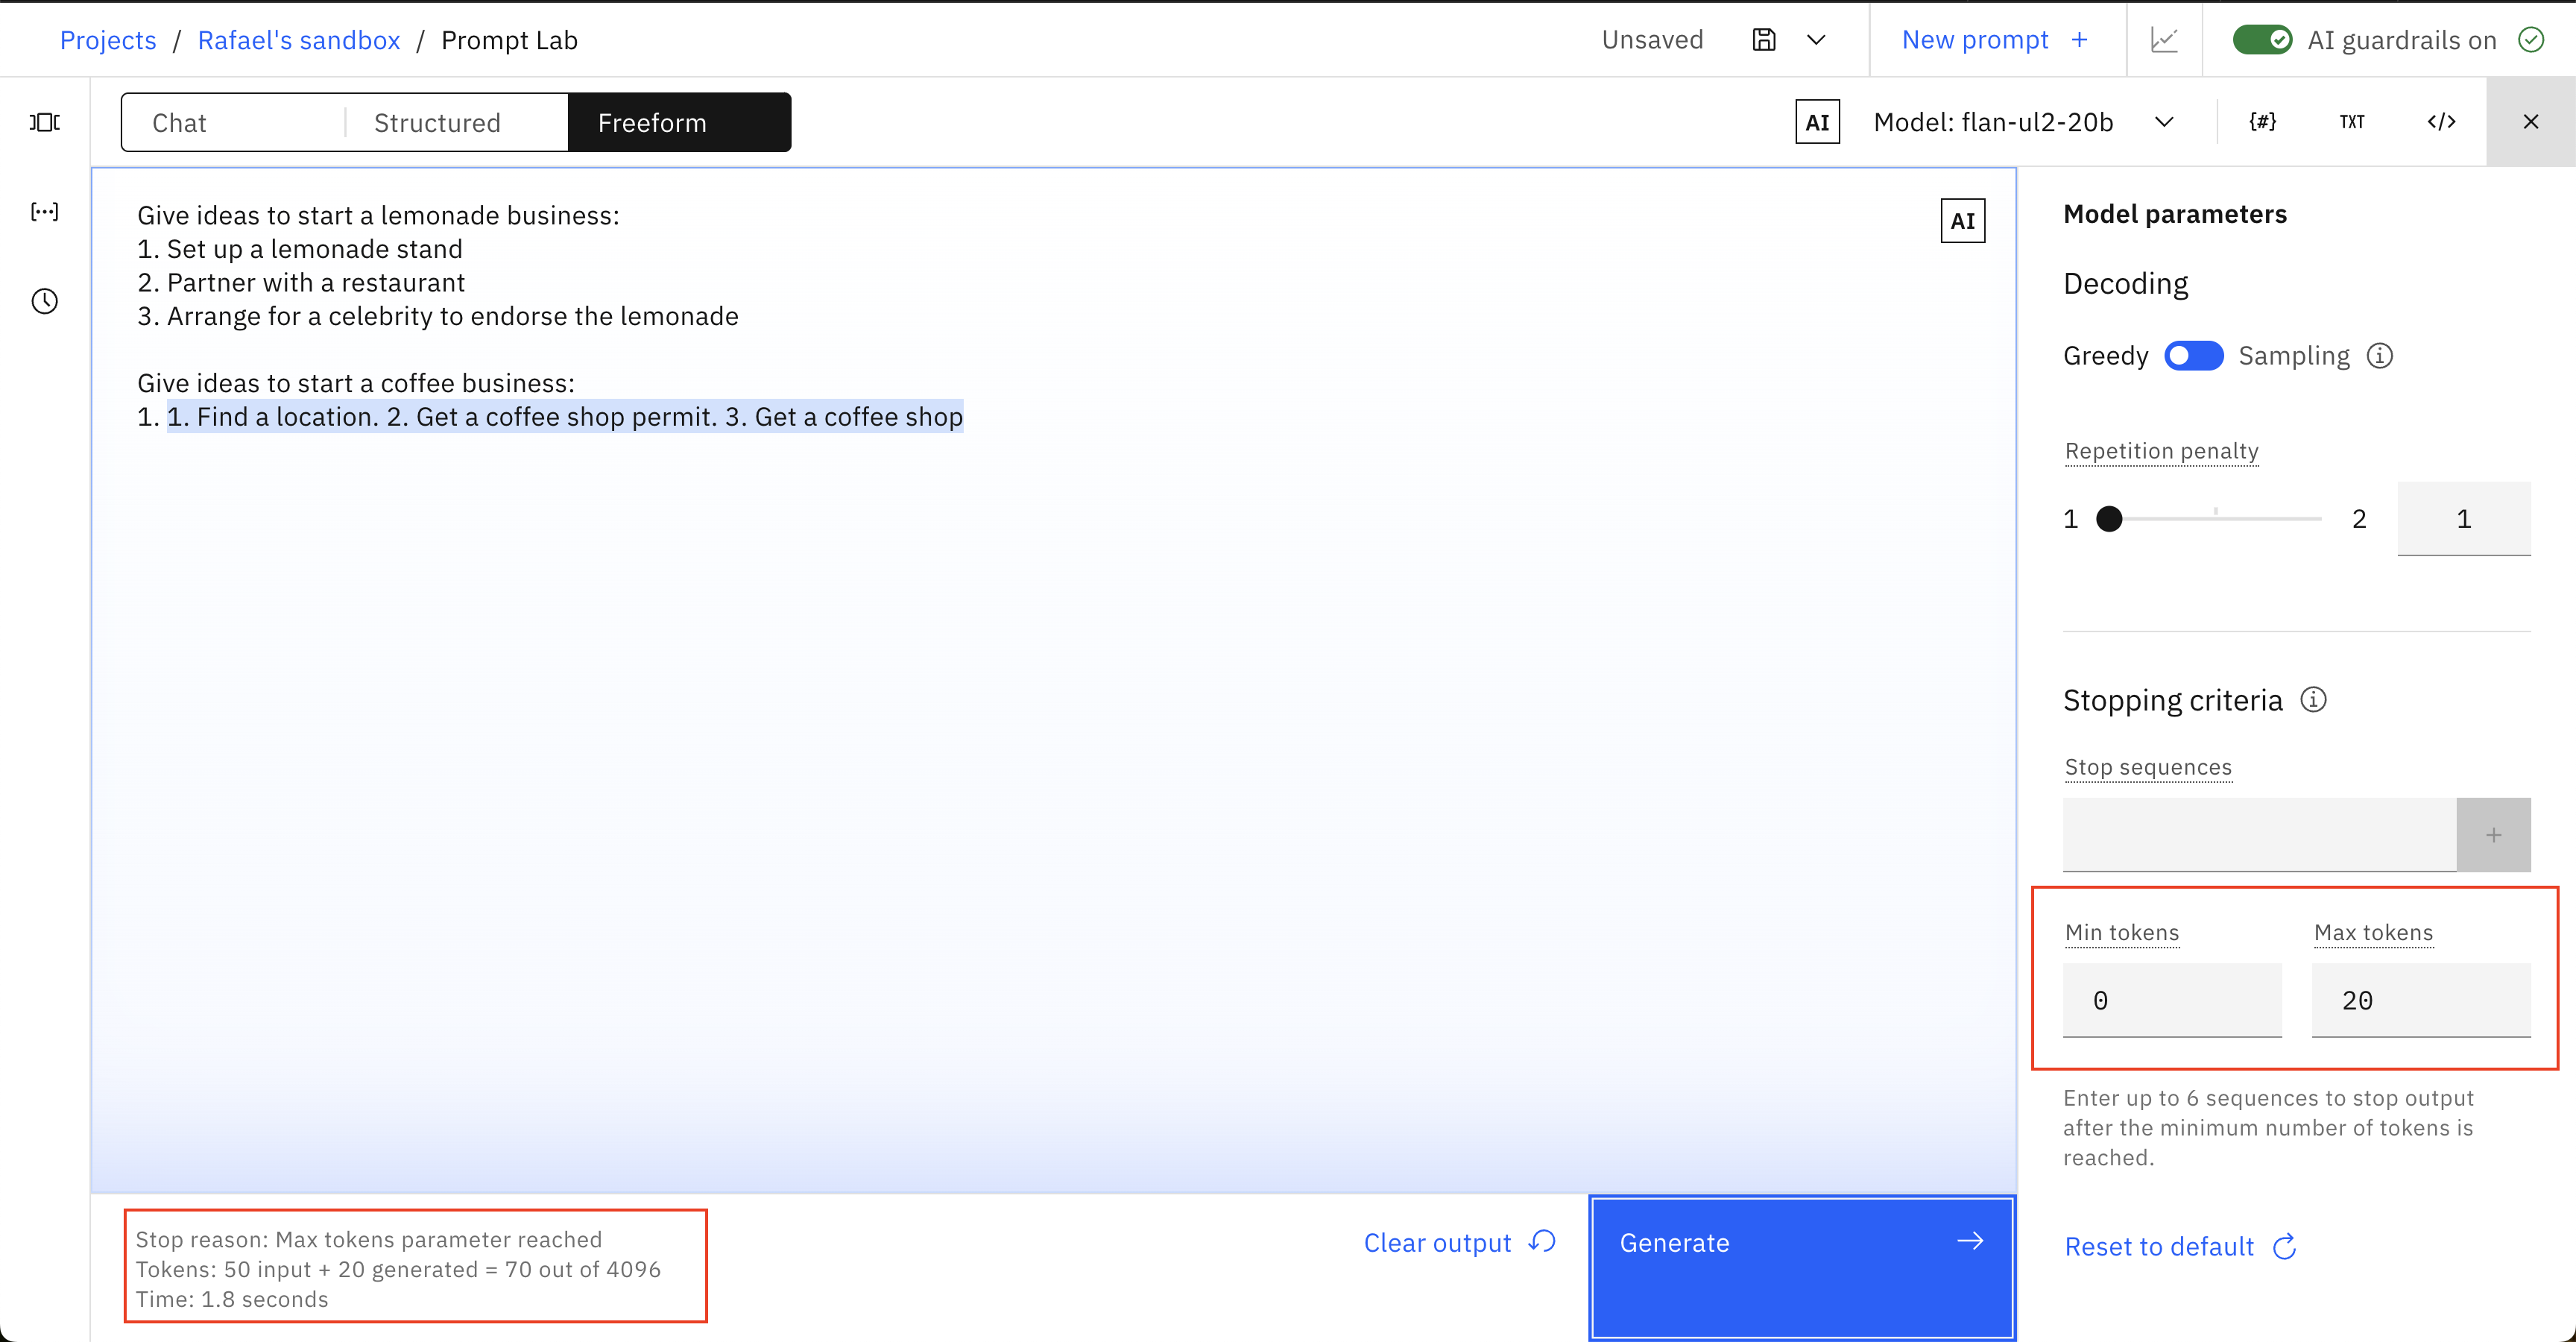 Projects / Rafael's sandbox / Prompt Lab
Unsaved
New prompt +
AI guardrails on
Chat
Structured
Freeform
AI
Model: flan-ul2-20b
{#}
TXT
</>
Give ideas to start a lemonade business:
1. Set up a lemonade stand
2. Partner with a restaurant
3. Arrange for a celebrity to endorse the lemonade
Give ideas to start a coffee business:
1. 1. Find a location. 2. Get a coffee shop permit. 3. Get a coffee shop
AI
Model parameters
Decoding
Greedy
Sampling
Repetition penalty
1
2
1
Stopping criteria
Stop sequences
+
Min tokens
Max tokens
0
20
Enter up to 6 sequences to stop output
after the minimum number of tokens is
reached.
Reset to default
Stop reason: Max tokens parameter reached
Tokens: 50 input + 20 generated = 70 out of 4096
Time: 1.8 seconds
Clear output
Generate